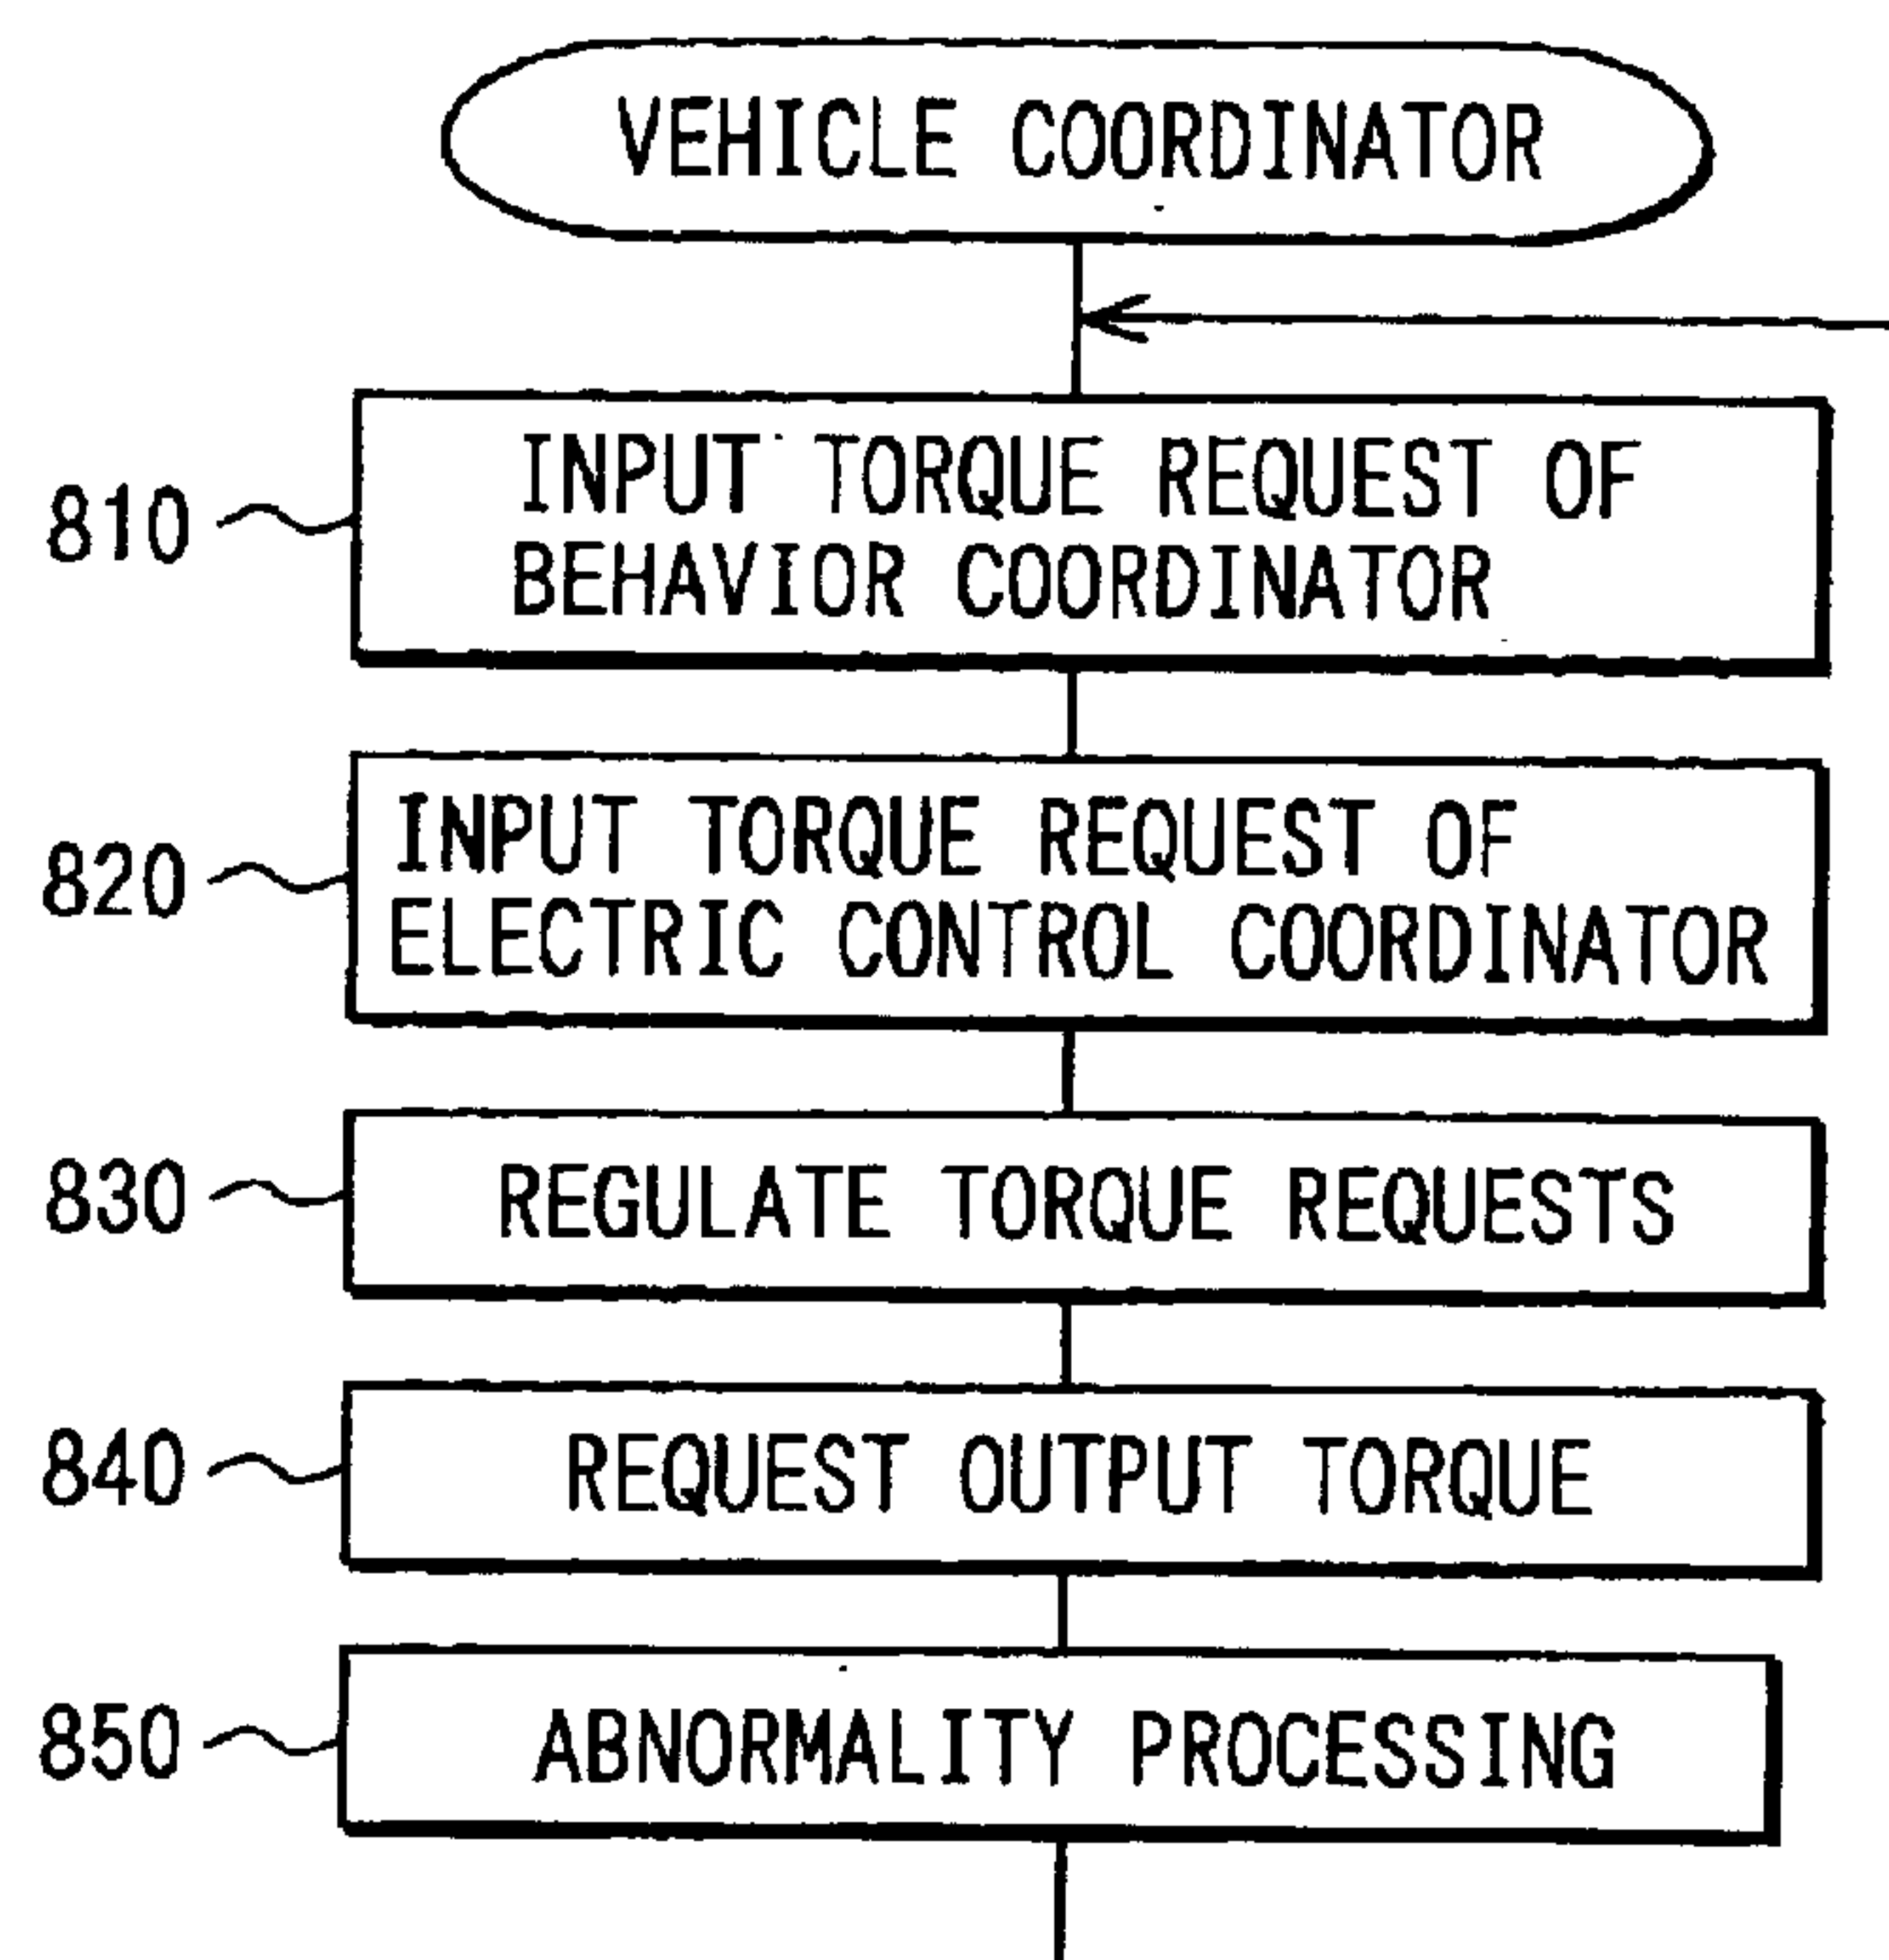 VEHICLE COORDINATOR
810
INPUT TORQUE REQUEST OF
BEHAVIOR COORDINATOR
820
INPUT TORQUE REQUEST OF
ELECTRIC CONTROL COORDINATOR
830
REGULATE TORQUE REQUESTS
840
REQUEST OUTPUT TORQUE
850
ABNORMALITY PROCESSING